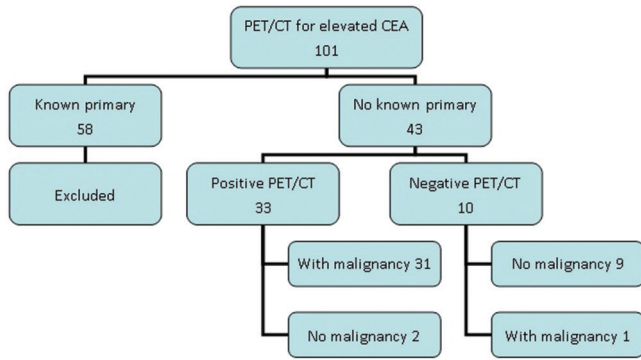 PET/CT for elevated CEA
101
Known primary
58
No known primary
43
Excluded
Positive PET/CT
33
Negative PET/CT
10
With malignancy 31
No malignancy 9
No malignancy 2
With malignancy 1